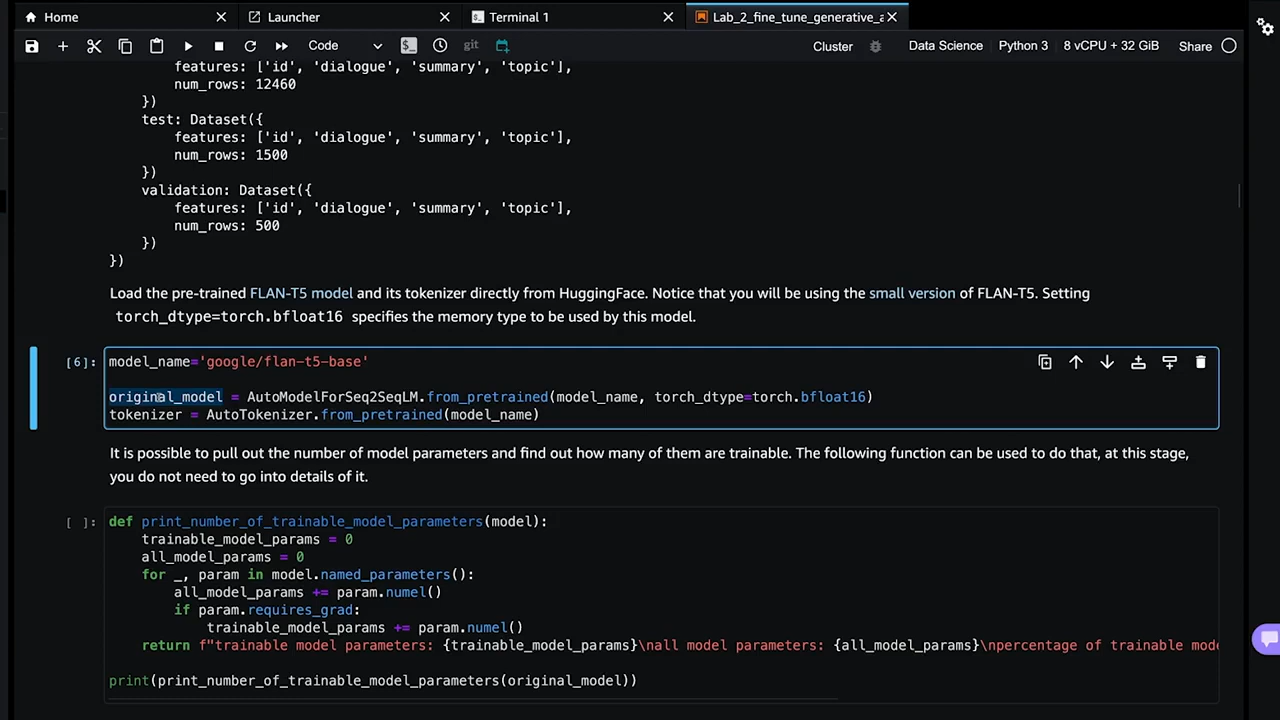 Home
Launcher
Terminal 1
Lab_2_fine_tune_generative_a
Code
git
Cluster
Data Science
Python 3
8 vCPU + 32 GiB
Share
features: ['id', 'dialogue', 'summary', 'topic'],
num_rows: 12460
})
test: Dataset({
features: ['id', 'dialogue', 'summary', 'topic'],
num_rows: 1500
})
validation: Dataset({
features: ['id', 'dialogue', 'summary', 'topic'],
num_rows: 500
})
})
Load the pre-trained FLAN-T5 model and its tokenizer directly from HuggingFace. Notice that you will be using the small version of FLAN-T5. Setting
torch_dtype=torch.bfloat16 specifies the memory type to be used by this model.
[6]: model_name='google/flan-t5-base'
original_model = AutoModelForSeq2SeqLM.from_pretrained(model_name, torch_dtype=torch.bfloat16)
tokenizer = AutoTokenizer.from_pretrained(model_name)
It is possible to pull out the number of model parameters and find out how many of them are trainable. The following function can be used to do that, at this stage,
you do not need to go into details of it.
[ ]: def print_number_of_trainable_model_parameters(model):
trainable_model_params = 0
all_model_params = 0
for _, param in model.named_parameters():
all_model_params += param.numel()
if param.requires_grad:
trainable_model_params += param.numel()
return f"trainable model parameters: {trainable_model_params}\nall model parameters: {all_model_params}\npercentage of trainable mode
print(print_number_of_trainable_model_parameters(original_model))